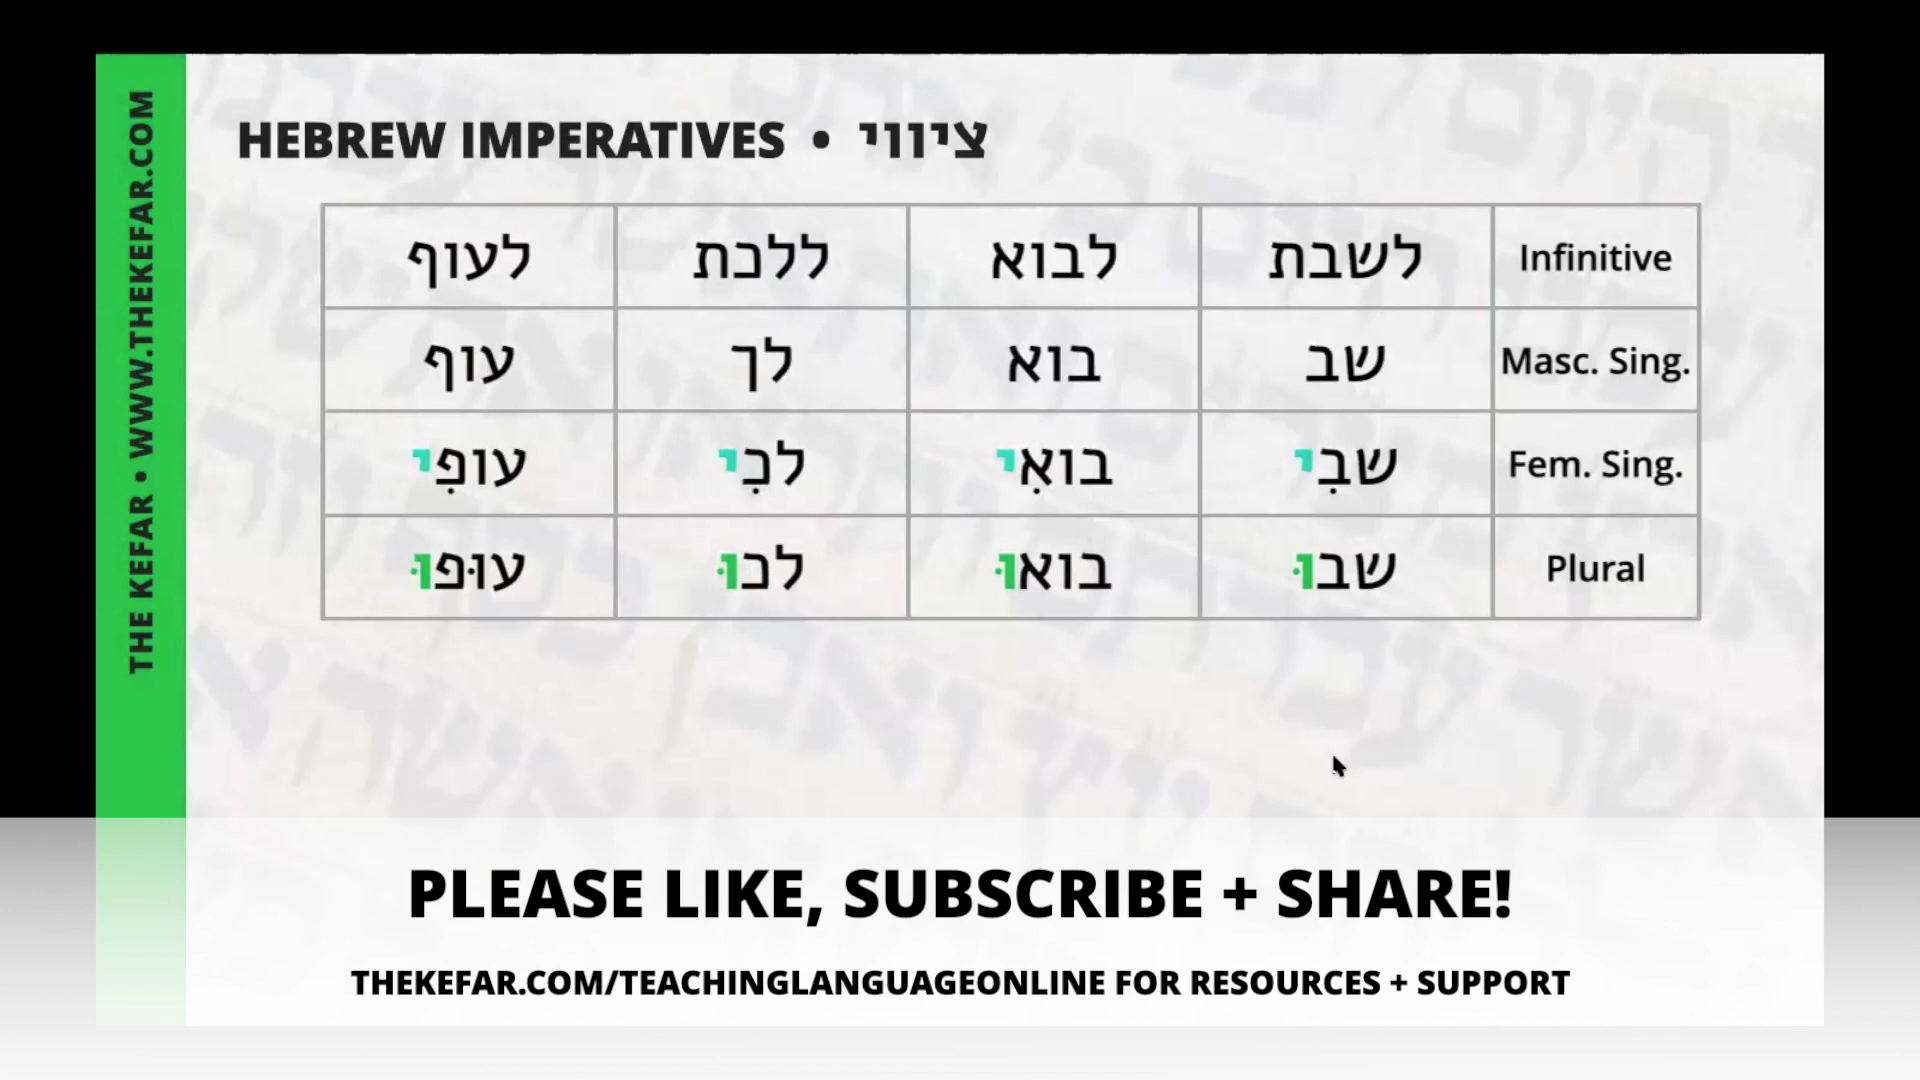 THE KEFAR • WWW.THEKEFAR.COM
HEBREW IMPERATIVES • ציווי
Infinitive לשבת לבוא ללכת לעוף
Masc. Sing. שב בוא לך עוף
Fem. Sing. שבִי בואִי לכִי עופִי
Plural שבוּ בואוּ לכוּ עוּפוּ
PLEASE LIKE, SUBSCRIBE + SHARE!
THEKEFAR.COM/TEACHINGLANGUAGEONLINE FOR RESOURCES + SUPPORT